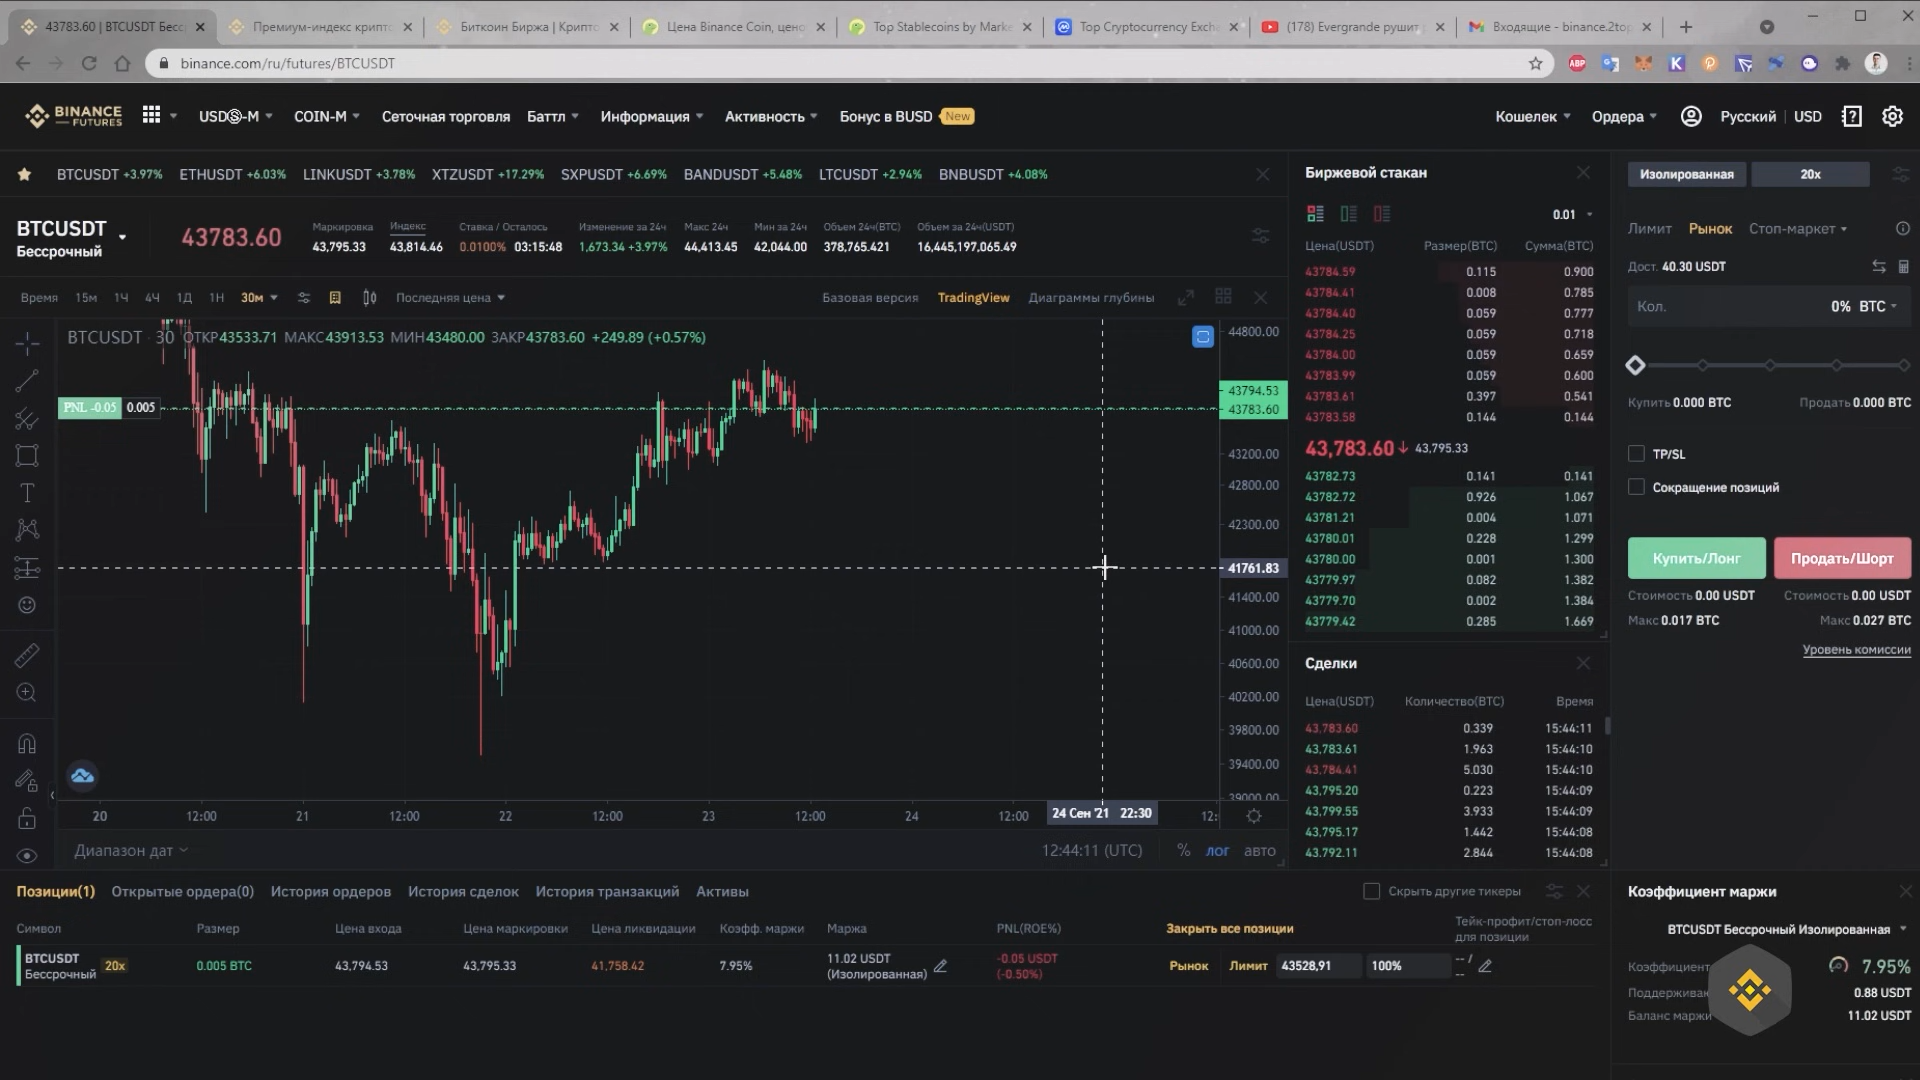 43783.60 | BTCUSDT Бесс
Премиум-индекс крипто
Биткоин Биржа | Крипто
Цена Binance Coin, цено
Top Stablecoins by Marke
Top Cryptocurrency Excha
(178) Evergrande рушит
Входящие - binance.2top
binance.com/ru/futures/BTCUSDT
BINANCE FUTURES
USDⓈ-M COIN-M Сеточная торговля Баттл Информация Активность Бонус в BUSD New
Кошелек Ордера Русский USD
BTCUSDT +3.97% ETHUSDT +6.03% LINKUSDT +3.78% XTZUSDT +17.29% SXPUSDT +6.69% BANDUSDT +5.48% LTCUSDT +2.94% BNBUSDT +4.08%
BTCUSDT
Бессрочный
43783.60
Маркировка Индекс Ставка / Осталось Изменение за 24ч Макс 24ч Мин за 24ч Объем 24ч(BTC) Объем за 24ч(USDT)
43,795.33 43,814.46 0.0100% 03:15:48 1,673.34 +3.97% 44,413.45 42,044.00 378,765.421 16,445,197,065.49
Время 15м 1Ч 4Ч 1Д 1Н 30м Последняя цена Базовая версия TradingView Диаграммы глубины
BTCUSDT · 30 ОТКР43533.71 МАКС43913.53 МИН43480.00 ЗАКР43783.60 +249.89 (+0.57%)
PNL -0.05 0.005
44800.00
43794.53
43783.60
43200.00
42800.00
42300.00
41761.83
41400.00
41000.00
40600.00
40200.00
39800.00
39400.00
39000.00
20 12:00 21 12:00 22 12:00 23 12:00 24 12:00 24 Сен '21 22:30 12:
Диапазон дат 12:44:11 (UTC) % лог авто
Биржевой стакан
0.01
Цена(USDT) Размер(BTC) Сумма(BTC)
43784.59 0.115 0.900
43784.41 0.008 0.785
43784.40 0.059 0.777
43784.25 0.059 0.718
43784.00 0.059 0.659
43783.99 0.059 0.600
43783.61 0.397 0.541
43783.58 0.144 0.144
43,783.60↓ 43,795.33
43782.73 0.141 0.141
43782.72 0.926 1.067
43781.21 0.004 1.071
43780.01 0.228 1.299
43780.00 0.001 1.300
43779.97 0.082 1.382
43779.70 0.002 1.384
43779.42 0.285 1.669
Сделки
Цена(USDT) Количество(BTC) Время
43,783.60 0.339 15:44:11
43,783.61 1.963 15:44:10
43,784.41 5.030 15:44:10
43,795.20 0.223 15:44:09
43,799.55 3.933 15:44:09
43,795.17 1.442 15:44:08
43,792.11 2.844 15:44:08
Изолированная 20x
Лимит Рынок Стоп-маркет
Дост. 40.30 USDT
Кол. 0% BTC
Купить 0.000 BTC Продать 0.000 BTC
TP/SL
Сокращение позиций
Купить/Лонг Продать/Шорт
Стоимость 0.00 USDT Стоимость 0.00 USDT
Макс 0.017 BTC Макс 0.027 BTC
Уровень комиссии
Позиции(1) Открытые ордера(0) История ордеров История сделок История транзакций Активы Скрыть другие тикеры
Символ Размер Цена входа Цена маркировки Цена ликвидации Коэфф. маржи Маржа PNL(ROE%) Закрыть все позиции Тейк-профит/стоп-лосс для позиции
BTCUSDT Бессрочный 20x 0.005 BTC 43,794.53 43,795.33 41,758.42 7.95% 11.02 USDT (Изолированная) -0.05 USDT (-0.50%) Рынок Лимит 43528,91 100% -- / --
Коэффициент маржи
BTCUSDT Бессрочный Изолированная
Коэффициент 7.95%
Поддержива 0.88 USDT
Баланс маржи 11.02 USDT